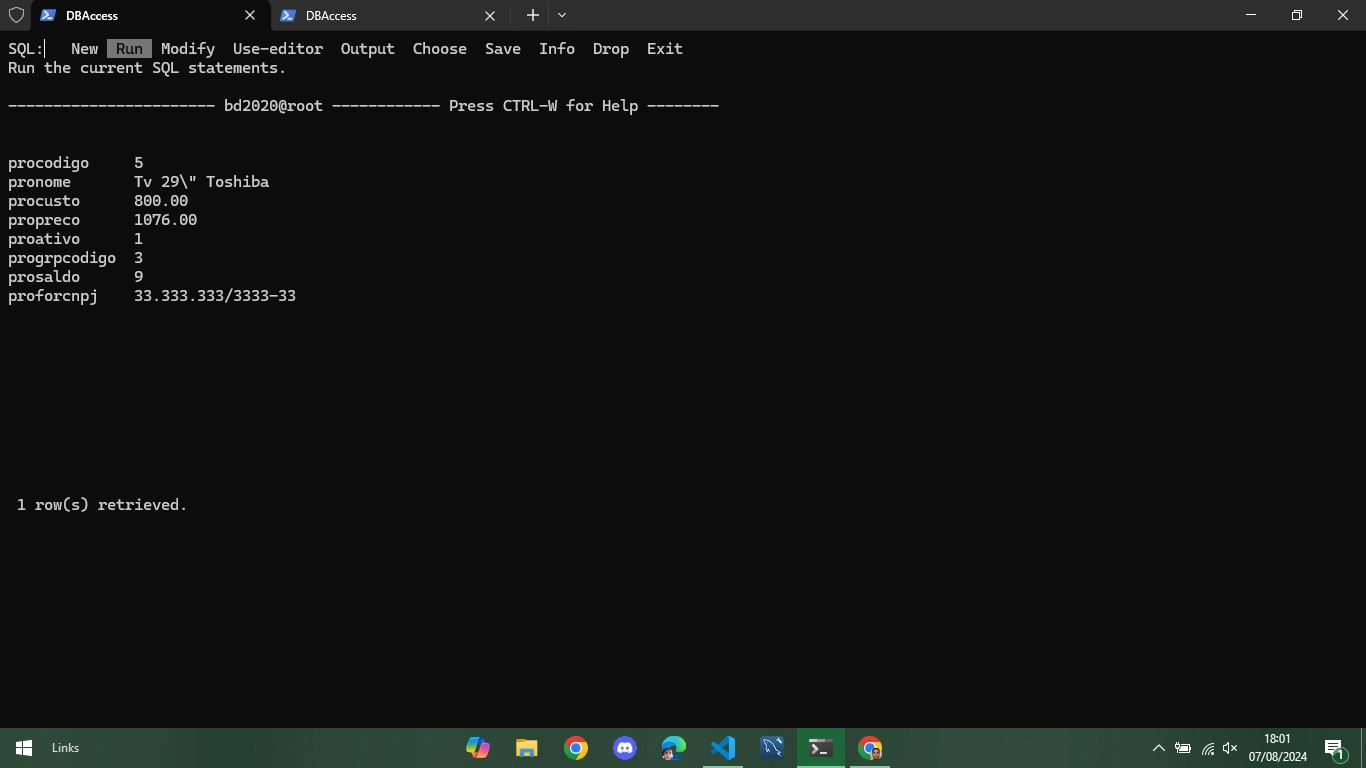 DBAccess DBAccess
SQL: New Run Modify Use-editor Output Choose Save Info Drop Exit
Run the current SQL statements.
----------------------- bd2020@root ------------ Press CTRL-W for Help --------
procodigo 5
pronome Tv 29\" Toshiba
procusto 800.00
propreco 1076.00
proativo 1
progrpcodigo 3
prosaldo 9
proforcnpj 33.333.333/3333-33
1 row(s) retrieved.
Links
18:01
07/08/2024
1